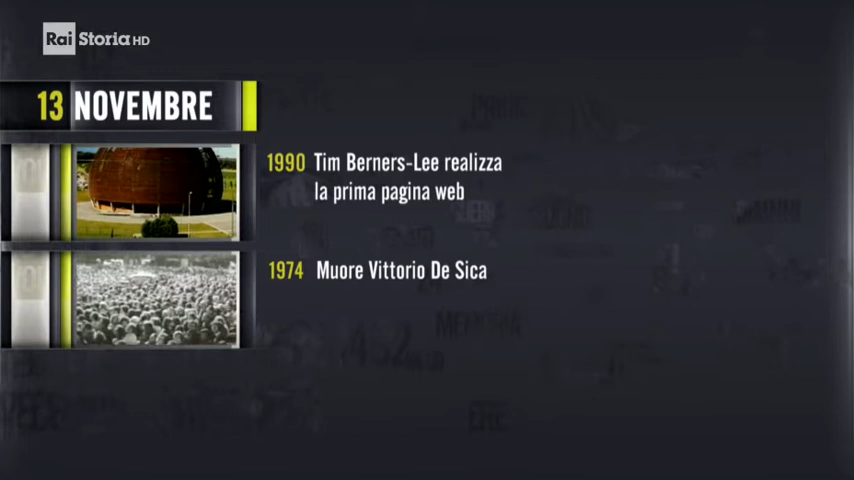 Rai Storia HD
13 NOVEMBRE
1990 Tim Berners-Lee realizza
la prima pagina web
1974 Muore Vittorio De Sica